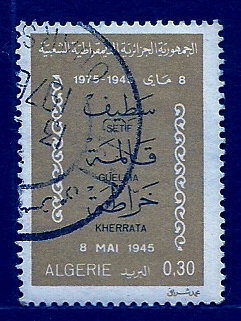 الجمهورية الجزائرية الديمقراطية الشعبية
8 ماي 1945-1975
سطيف
SETIF
قالمة
GUELMA
خراطة
KHERRATA
8 MAI 1945
ALGERIE البريد 0,30